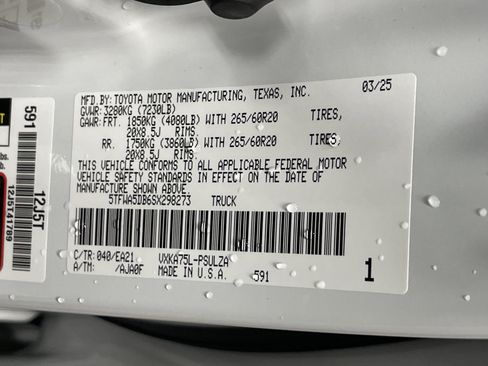 MFD.BY: TOYOTA MOTOR MANUFACTURING, TEXAS, INC. 03/25
GVWR: 3280KG (7230LB)
GAWR: FRT. 1850KG (4080LB) WITH 265/60R20 TIRES,
20X8.5J RIMS.
RR. 1750KG (3860LB) WITH 265/60R20 TIRES,
20X8.5J RIMS.
THIS VEHICLE CONFORMS TO ALL APPLICABLE FEDERAL MOTOR
VEHICLE SAFETY STANDARDS IN EFFECT ON THE DATE OF
MANUFACTURE SHOWN ABOVE.
5TFWA5DB6SX298273 TRUCK
C/TR: 040/EA21 VXKA75L-PSULZA
A/TM: /AJA0F MADE IN U.S.A. 591 1
591
12J5T
12J5T41789